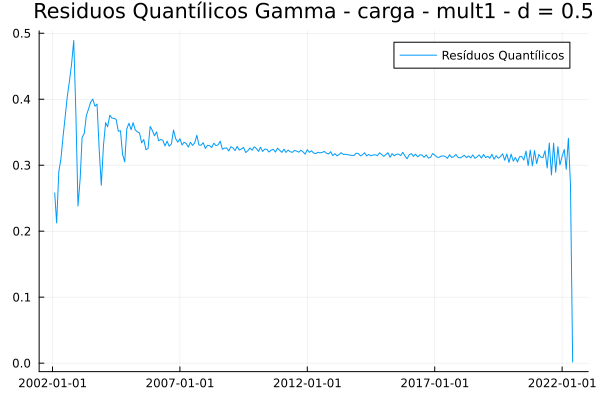 Resíduos Quantílicos Gamma - carga - mult1 - d = 0.5
0.5
Resíduos Quantílicos
0.4
0.3
0.2
0.1
0.0
2002-01-01 2007-01-01 2012-01-01 2017-01-01 2022-01-01